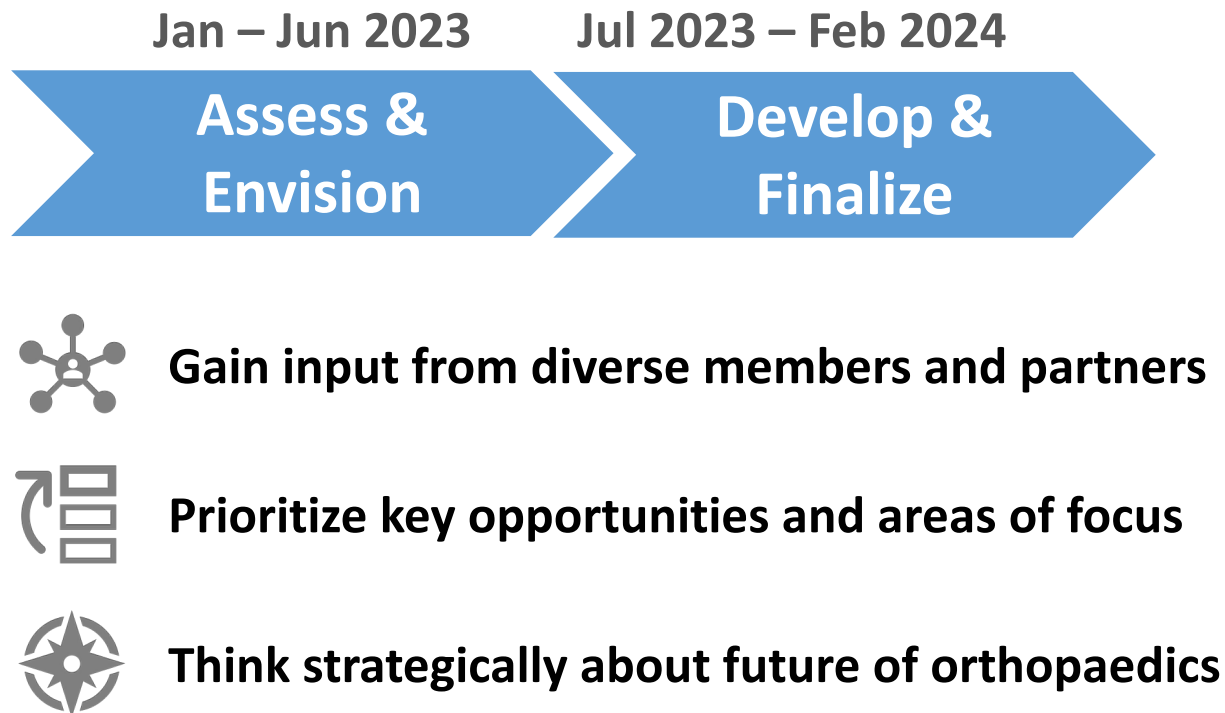 Jan – Jun 2023
Jul 2023 – Feb 2024
Assess &
Envision
Develop &
Finalize
Gain input from diverse members and partners
Prioritize key opportunities and areas of focus
Think strategically about future of orthopaedics